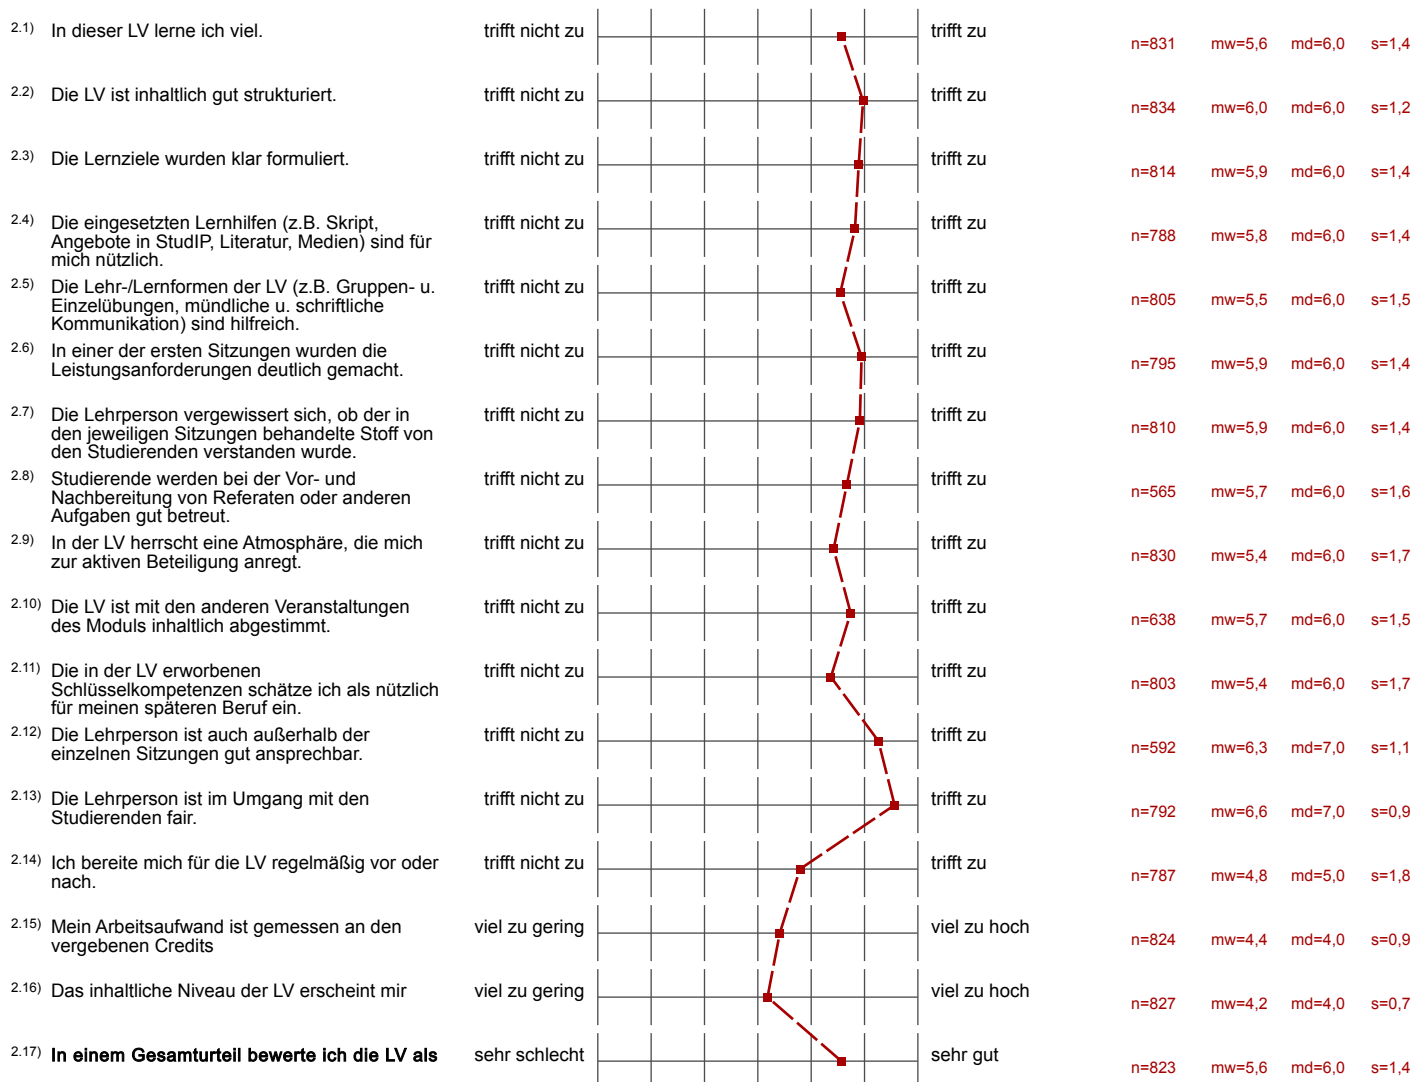 2.1) In dieser LV lerne ich viel. trifft nicht zu trifft zu n=831 mw=5,6 md=6,0 s=1,4
2.2) Die LV ist inhaltlich gut strukturiert. trifft nicht zu trifft zu n=834 mw=6,0 md=6,0 s=1,2
2.3) Die Lernziele wurden klar formuliert. trifft nicht zu trifft zu n=814 mw=5,9 md=6,0 s=1,4
2.4) Die eingesetzten Lernhilfen (z.B. Skript, trifft nicht zu trifft zu n=788 mw=5,8 md=6,0 s=1,4
Angebote in StudIP, Literatur, Medien) sind für
mich nützlich.
2.5) Die Lehr-/Lernformen der LV (z.B. Gruppen- u. trifft nicht zu trifft zu n=805 mw=5,5 md=6,0 s=1,5
Einzelübungen, mündliche u. schriftliche
Kommunikation) sind hilfreich.
2.6) In einer der ersten Sitzungen wurden die trifft nicht zu trifft zu n=795 mw=5,9 md=6,0 s=1,4
Leistungsanforderungen deutlich gemacht.
2.7) Die Lehrperson vergewissert sich, ob der in trifft nicht zu trifft zu n=810 mw=5,9 md=6,0 s=1,4
den jeweiligen Sitzungen behandelte Stoff von
den Studierenden verstanden wurde.
2.8) Studierende werden bei der Vor- und trifft nicht zu trifft zu n=565 mw=5,7 md=6,0 s=1,6
Nachbereitung von Referaten oder anderen
Aufgaben gut betreut.
2.9) In der LV herrscht eine Atmosphäre, die mich trifft nicht zu trifft zu n=830 mw=5,4 md=6,0 s=1,7
zur aktiven Beteiligung anregt.
2.10) Die LV ist mit den anderen Veranstaltungen trifft nicht zu trifft zu n=638 mw=5,7 md=6,0 s=1,5
des Moduls inhaltlich abgestimmt.
2.11) Die in der LV erworbenen trifft nicht zu trifft zu n=803 mw=5,4 md=6,0 s=1,7
Schlüsselkompetenzen schätze ich als nützlich
für meinen späteren Beruf ein.
2.12) Die Lehrperson ist auch außerhalb der trifft nicht zu trifft zu n=592 mw=6,3 md=7,0 s=1,1
einzelnen Sitzungen gut ansprechbar.
2.13) Die Lehrperson ist im Umgang mit den trifft nicht zu trifft zu n=792 mw=6,6 md=7,0 s=0,9
Studierenden fair.
2.14) Ich bereite mich für die LV regelmäßig vor oder trifft nicht zu trifft zu n=787 mw=4,8 md=5,0 s=1,8
nach.
2.15) Mein Arbeitsaufwand ist gemessen an den viel zu gering viel zu hoch n=824 mw=4,4 md=4,0 s=0,9
vergebenen Credits
2.16) Das inhaltliche Niveau der LV erscheint mir viel zu gering viel zu hoch n=827 mw=4,2 md=4,0 s=0,7
2.17) In einem Gesamturteil bewerte ich die LV als sehr schlecht sehr gut n=823 mw=5,6 md=6,0 s=1,4